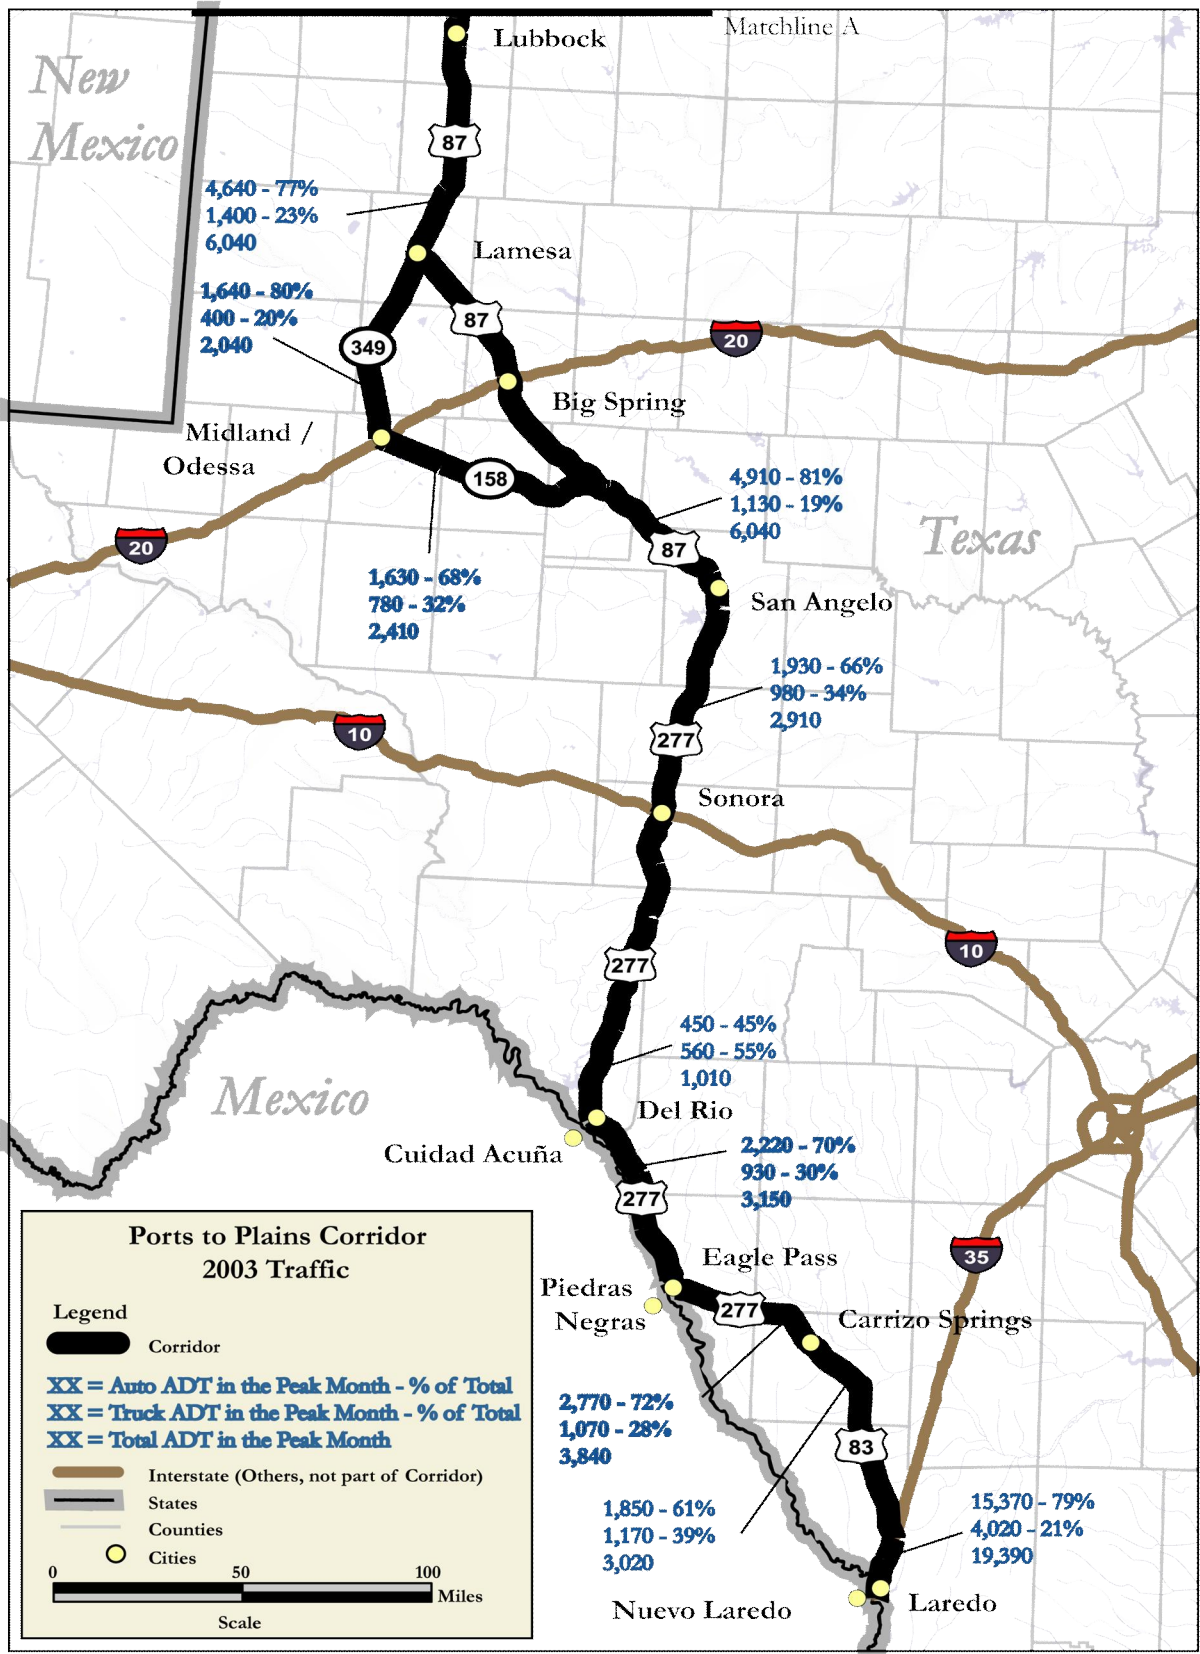 Matchline A
Lubbock
New
Mexico
87
4,640 - 77%
1,400 - 23%
6,040
Lamesa
1,640 - 80%
400 - 20%
2,040
87
349
20
Big Spring
Midland /
Odessa
158
4,910 - 81%
1,130 - 19%
6,040
20
87
Texas
1,630 - 68%
780 - 32%
2,410
San Angelo
1,930 - 66%
980 - 34%
2,910
10
277
Sonora
10
277
450 - 45%
560 - 55%
1,010
Mexico
Del Rio
Cuidad Acuña
2,220 - 70%
930 - 30%
3,150
277
35
Eagle Pass
Piedras
Negras
277
Carrizo Springs
2,770 - 72%
1,070 - 28%
3,840
83
1,850 - 61%
1,170 - 39%
3,020
15,370 - 79%
4,020 - 21%
19,390
Nuevo Laredo
Laredo
Ports to Plains Corridor
2003 Traffic
Legend
Corridor
XX = Auto ADT in the Peak Month - % of Total
XX = Truck ADT in the Peak Month - % of Total
XX = Total ADT in the Peak Month
Interstate (Others, not part of Corridor)
States
Counties
Cities
0 50 100
Miles
Scale